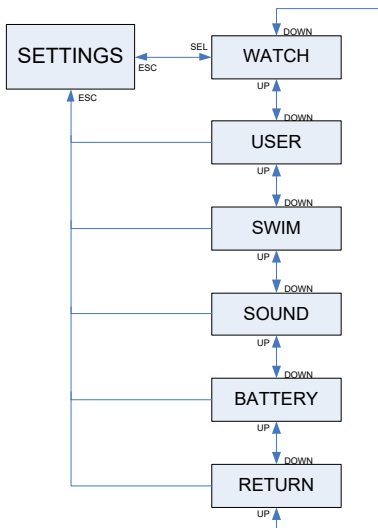 DOWN
SEL
SETTINGS
WATCH
ESC
UP
ESC
DOWN
USER
UP
DOWN
SWIM
UP
DOWN
SOUND
UP
DOWN
BATTERY
UP
DOWN
RETURN
UP